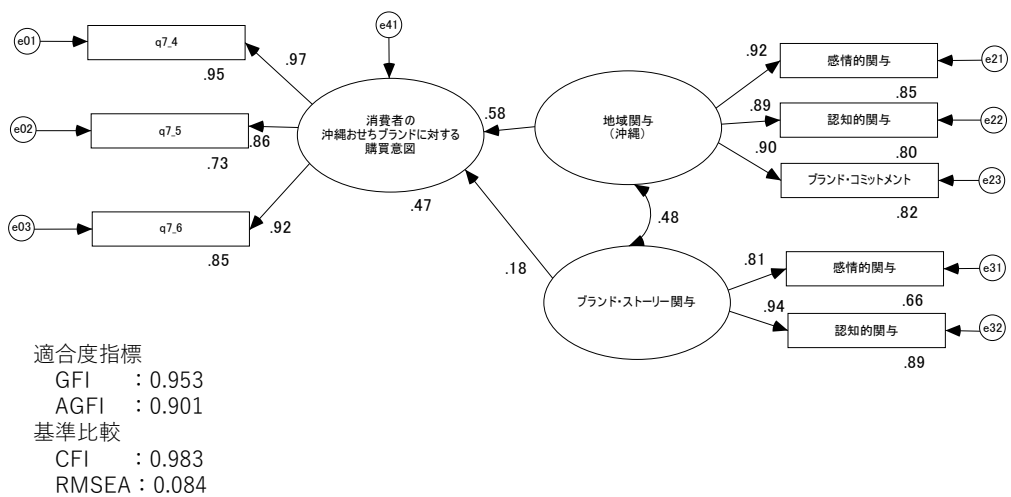 e01
q7_4
.95
.97
e02
q7_5
.73
.86
e03
q7_6
.85
.92
e41
消費者の
沖縄おせちブランドに対する
購買意図
.47
.58
.18
地域関与
(沖縄)
.48
ブランド・ストーリー関与
.92
感情的関与
.85
e21
.89
認知的関与
.80
e22
.90
ブランド・コミットメント
.82
e23
.81
感情的関与
.66
e31
.94
認知的関与
.89
e32
適合度指標
GFI :0.953
AGFI :0.901
基準比較
CFI :0.983
RMSEA:0.084